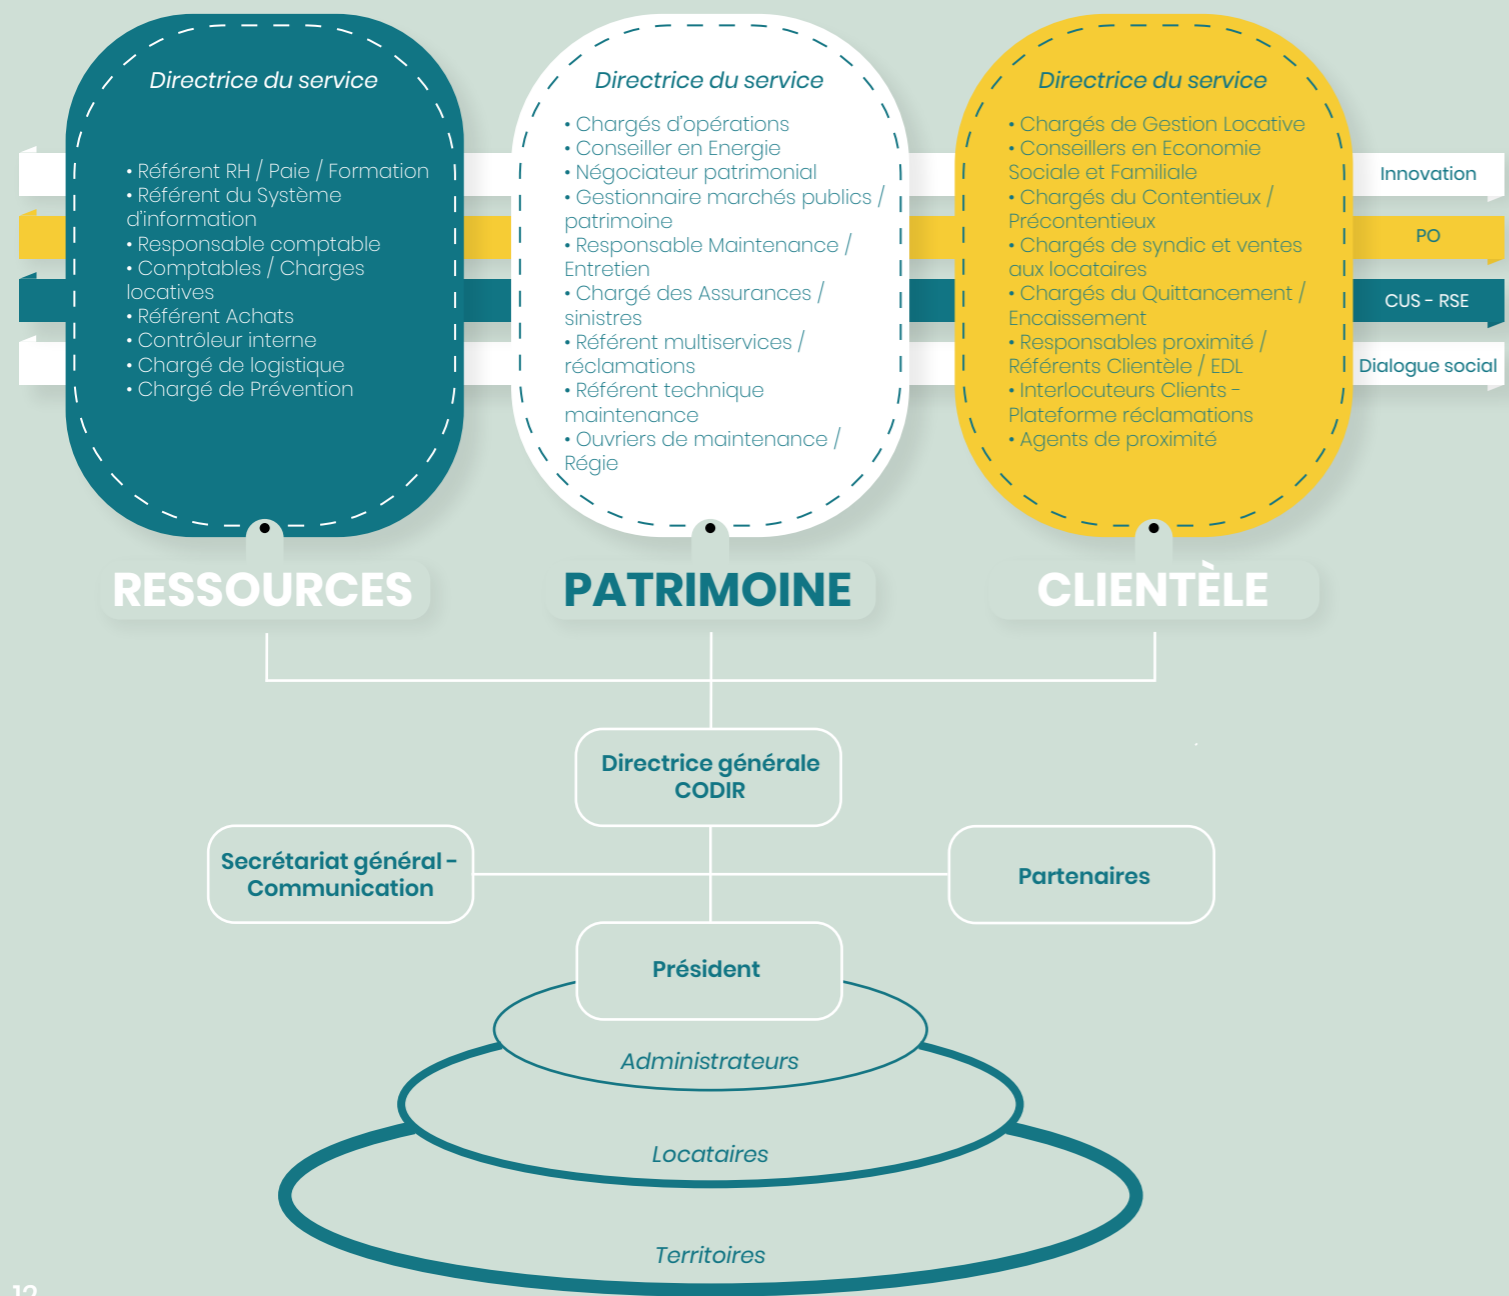 Directrice du service
• Référent RH / Paie / Formation
• Référent du Système
d'information
• Responsable comptable
• Comptables / Charges
locatives
• Référent Achats
• Contrôleur interne
• Chargé de logistique
• Chargé de Prévention
RESSOURCES
Directrice du service
• Chargés d'opérations
• Conseiller en Energie
• Négociateur patrimonial
• Gestionnaire marchés publics /
patrimoine
• Responsable Maintenance /
Entretien
• Chargé des Assurances /
sinistres
• Référent multiservices /
réclamations
• Référent technique
maintenance
• Ouvriers de maintenance /
Régie
PATRIMOINE
Directrice du service
• Chargés de Gestion Locative
• Conseillers en Economie
Sociale et Familiale
• Chargés du Contentieux /
Précontentieux
• Chargés de syndic et ventes
aux locataires
• Chargés du Quittancement /
Encaissement
• Responsables proximité /
Référents Clientèle / EDL
• Interlocuteurs Clients -
Plateforme réclamations
• Agents de proximité
CLIENTÈLE
Innovation
PO
CUS - RSE
Dialogue social
Directrice générale
CODIR
Secrétariat général -
Communication
Partenaires
Président
Administrateurs
Locataires
Territoires
12